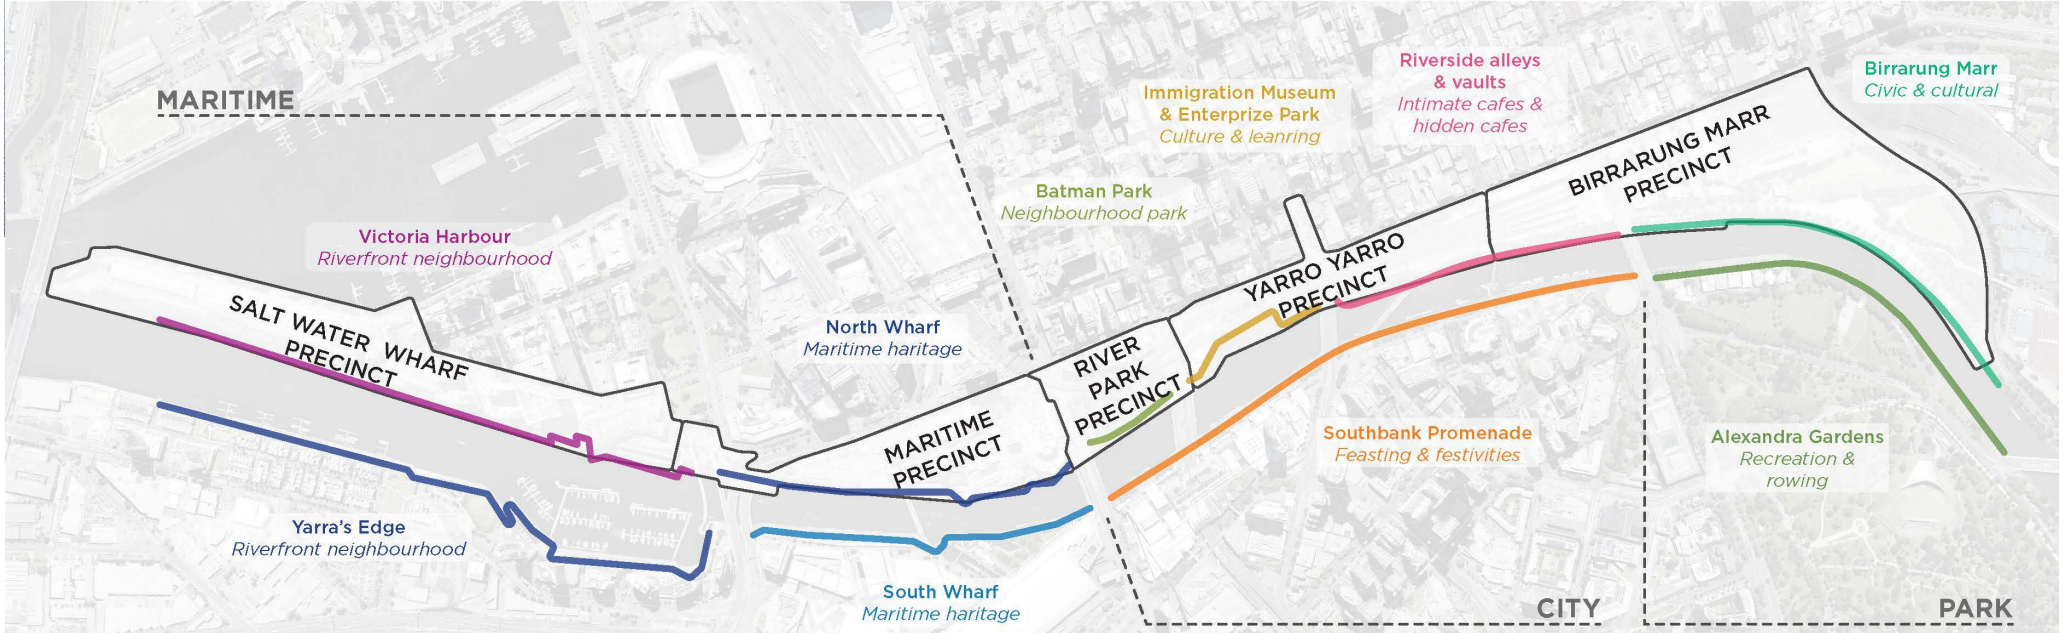 MARITIME
Victoria Harbour
Riverfront neighbourhood
SALT WATER WHARF
PRECINCT
Yarra's Edge
Riverfront neighbourhood
North Wharf
Maritime haritage
MARITIME
PRECINCT
South Wharf
Maritime haritage
Batman Park
Neighbourhood park
RIVER
PARK
PRECINCT
Immigration Museum
& Enterprize Park
Culture & leanring
YARRO YARRO
PRECINCT
Riverside alleys
& vaults
Intimate cafes &
hidden cafes
Southbank Promenade
Feasting & festivities
CITY
BIRRARUNG MARR
PRECINCT
Birrarung Marr
Civic & cultural
Alexandra Gardens
Recreation &
rowing
PARK